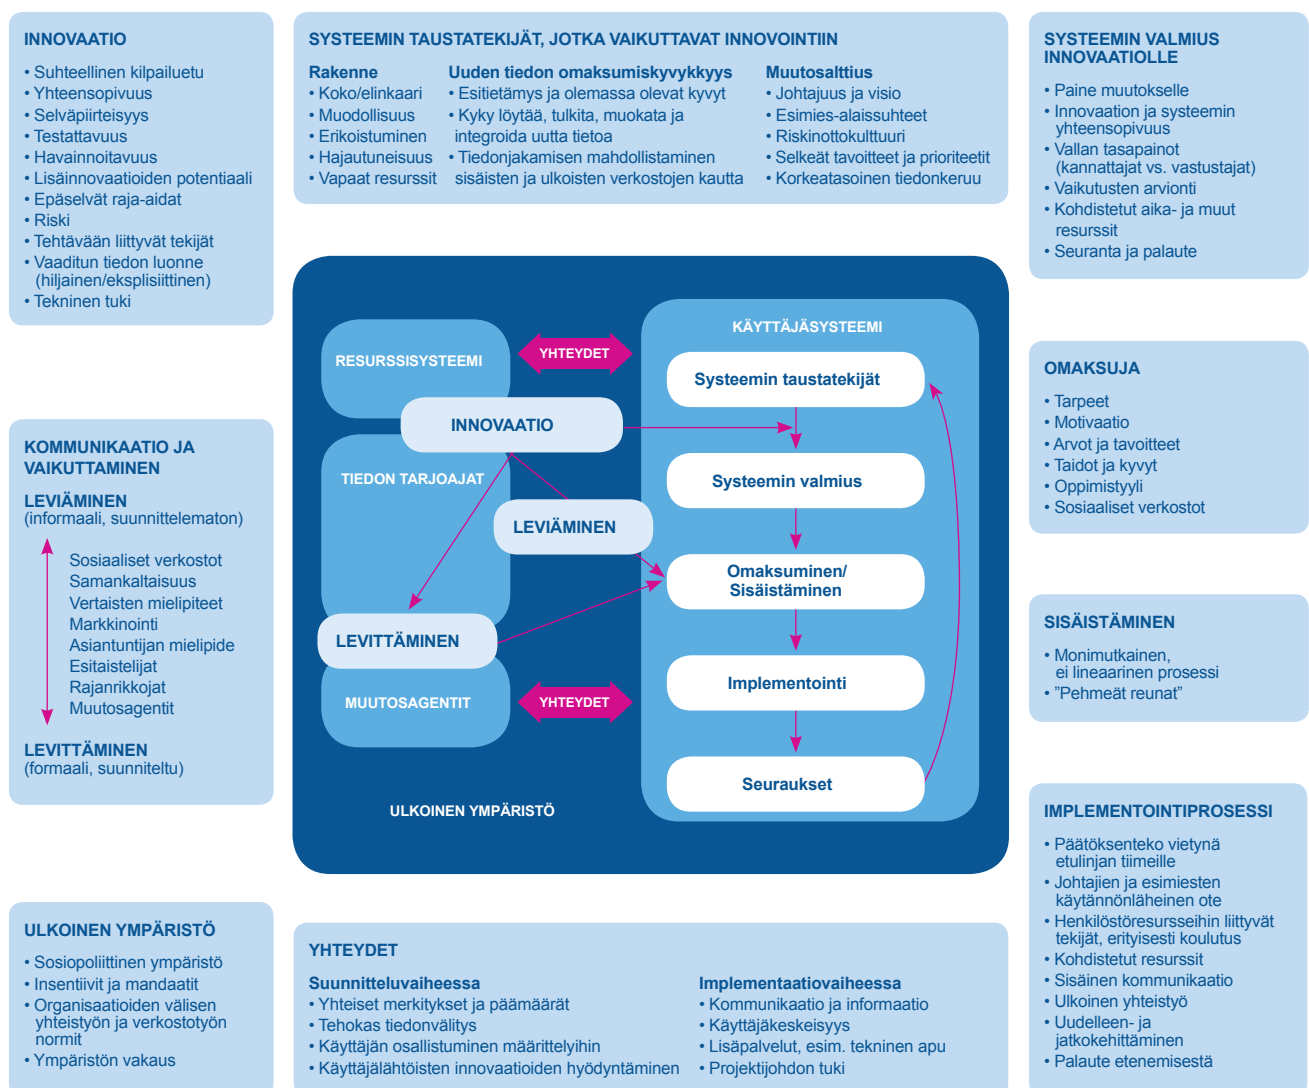 INNOVAATIO
• Suhteellinen kilpailuetu
• Yhteensopivuus
• Selväpiirteisyys
• Testattavuus
• Havainnoitavuus
• Lisäinnovaatioiden potentiaali
• Epäselvät raja-aidat
• Riski
• Tehtävään liittyvät tekijät
• Vaaditun tiedon luonne
(hiljainen/eksplisiittinen)
• Tekninen tuki
SYSTEEMIN TAUSTATEKIJÄT, JOTKA VAIKUTTAVAT INNOVOINTIIN
Rakenne
• Koko/elinkaari
• Muodollisuus
• Erikoistuminen
• Hajautuneisuus
• Vapaat resurssit
Uuden tiedon omaksumiskyvykkyys
• Esitietämys ja olemassa olevat kyvyt
• Kyky löytää, tulkita, muokata ja
integroida uutta tietoa
• Tiedonjakamisen mahdollistaminen
sisäisten ja ulkoisten verkostojen kautta
Muutosalttius
• Johtajuus ja visio
• Esimies-alaissuhteet
• Riskinottokulttuuri
• Selkeät tavoitteet ja prioriteetit
• Korkeatasoinen tiedonkeruu
SYSTEEMIN VALMIUS
INNOVAATIOLLE
• Paine muutokselle
• Innovaation ja systeemin
yhteensopivuus
• Vallan tasapainot
(kannattajat vs. vastustajat)
• Vaikutusten arvionti
• Kohdistetut aika- ja muut
resurssit
• Seuranta ja palaute
KOMMUNIKAATIO JA
VAIKUTTAMINEN
LEVIÄMINEN
(informaali, suunnittelematon)
Sosiaaliset verkostot
Samankaltaisuus
Vertaisten mielipiteet
Markkinointi
Asiantuntijan mielipide
Esitaistelijat
Rajanrikkojat
Muutosagentit
LEVITTÄMINEN
(formaali, suunniteltu)
RESURSSISYSTEEMI
YHTEYDET
KÄYTTÄJÄSYSTEEMI
Systeemin taustatekijät
INNOVAATIO
TIEDON TARJOAJAT
Systeemin valmius
LEVIÄMINEN
Omaksuminen/
Sisäistäminen
LEVITTÄMINEN
Implementointi
MUUTOSAGENTIT
YHTEYDET
Seuraukset
ULKOINEN YMPÄRISTÖ
OMAKSUJA
• Tarpeet
• Motivaatio
• Arvot ja tavoitteet
• Taidot ja kyvyt
• Oppimistyyli
• Sosiaaliset verkostot
SISÄISTÄMINEN
• Monimutkainen,
ei lineaarinen prosessi
• ”Pehmeät reunat”
IMPLEMENTOINTIPROSESSI
• Päätöksenteko vietynä
etulinjan tiimeille
• Johtajien ja esimiesten
käytännönläheinen ote
• Henkilöstöresursseihin liittyvät
tekijät, erityisesti koulutus
• Kohdistetut resurssit
• Sisäinen kommunikaatio
• Ulkoinen yhteistyö
• Uudelleen- ja
jatkokehittäminen
• Palaute etenemisestä
ULKOINEN YMPÄRISTÖ
• Sosiopoliittinen ympäristö
• Insentiivit ja mandaatit
• Organisaatioiden välisen
yhteistyön ja verkostotyön
normit
• Ympäristön vakaus
YHTEYDET
Suunnitteluvaiheessa
• Yhteiset merkitykset ja päämäärät
• Tehokas tiedonvälitys
• Käyttäjän osallistuminen määrittelyihin
• Käyttäjälähtöisten innovaatioiden hyödyntäminen
Implementaatiovaiheessa
• Kommunikaatio ja informaatio
• Käyttäjäkeskeisyys
• Lisäpalvelut, esim. tekninen apu
• Projektijohdon tuki